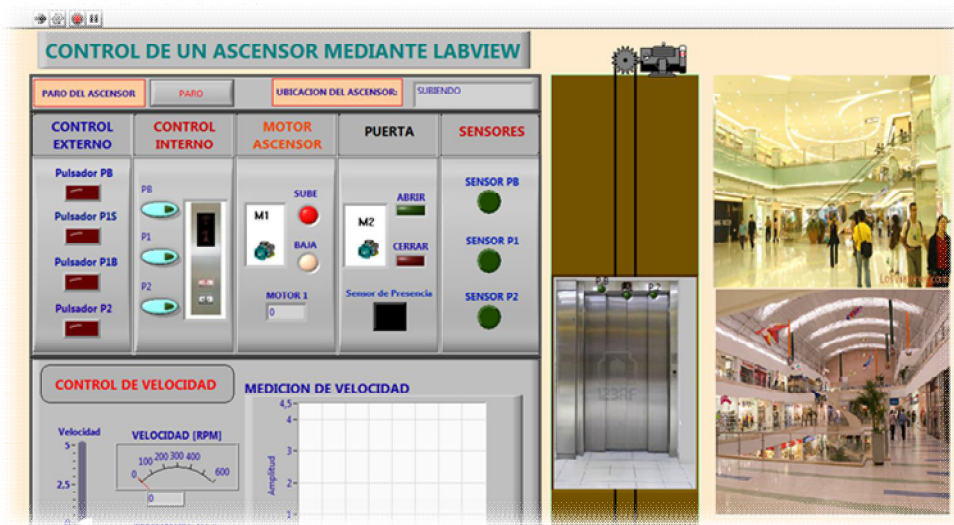 CONTROL DE UN ASCENSOR MEDIANTE LABVIEW
PARO DEL ASCENSOR
PARO
UBICACION DEL ASCENSOR:
SUBIENDO
CONTROL EXTERNO
CONTROL INTERNO
MOTOR ASCENSOR
PUERTA
SENSORES
Pulsador PB
Pulsador P1S
Pulsador P1B
Pulsador P2
PB
P1
P2
M1
SUBE
BAJA
MOTOR 1
0
M2
ABRIR
CERRAR
Sensor de Presencia
SENSOR PB
SENSOR P1
SENSOR P2
P2
123RF
CONTROL DE VELOCIDAD
Velocidad
5-
2,5-
VELOCIDAD [RPM]
0 100 200 300 400 600
0
MEDICION DE VELOCIDAD
Amplitud
4,5-
4-
3-
2-
1-